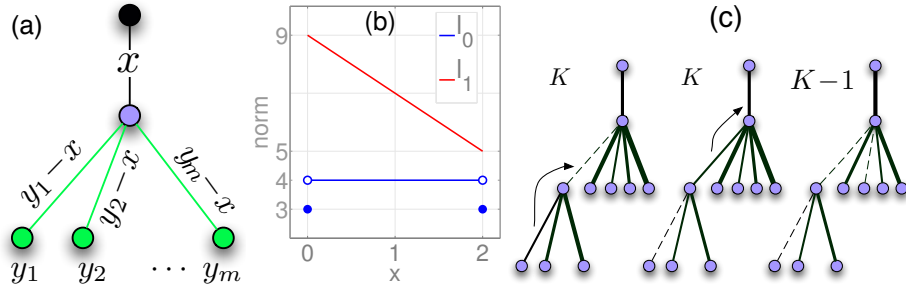 (a)
x
y₁ − x
y₂ − x
yₘ − x
y₁
y₂
⋯
yₘ
(b)
l₀
l₁
norm
9
5
4
3
0
1
2
x
(c)
K
K
K − 1